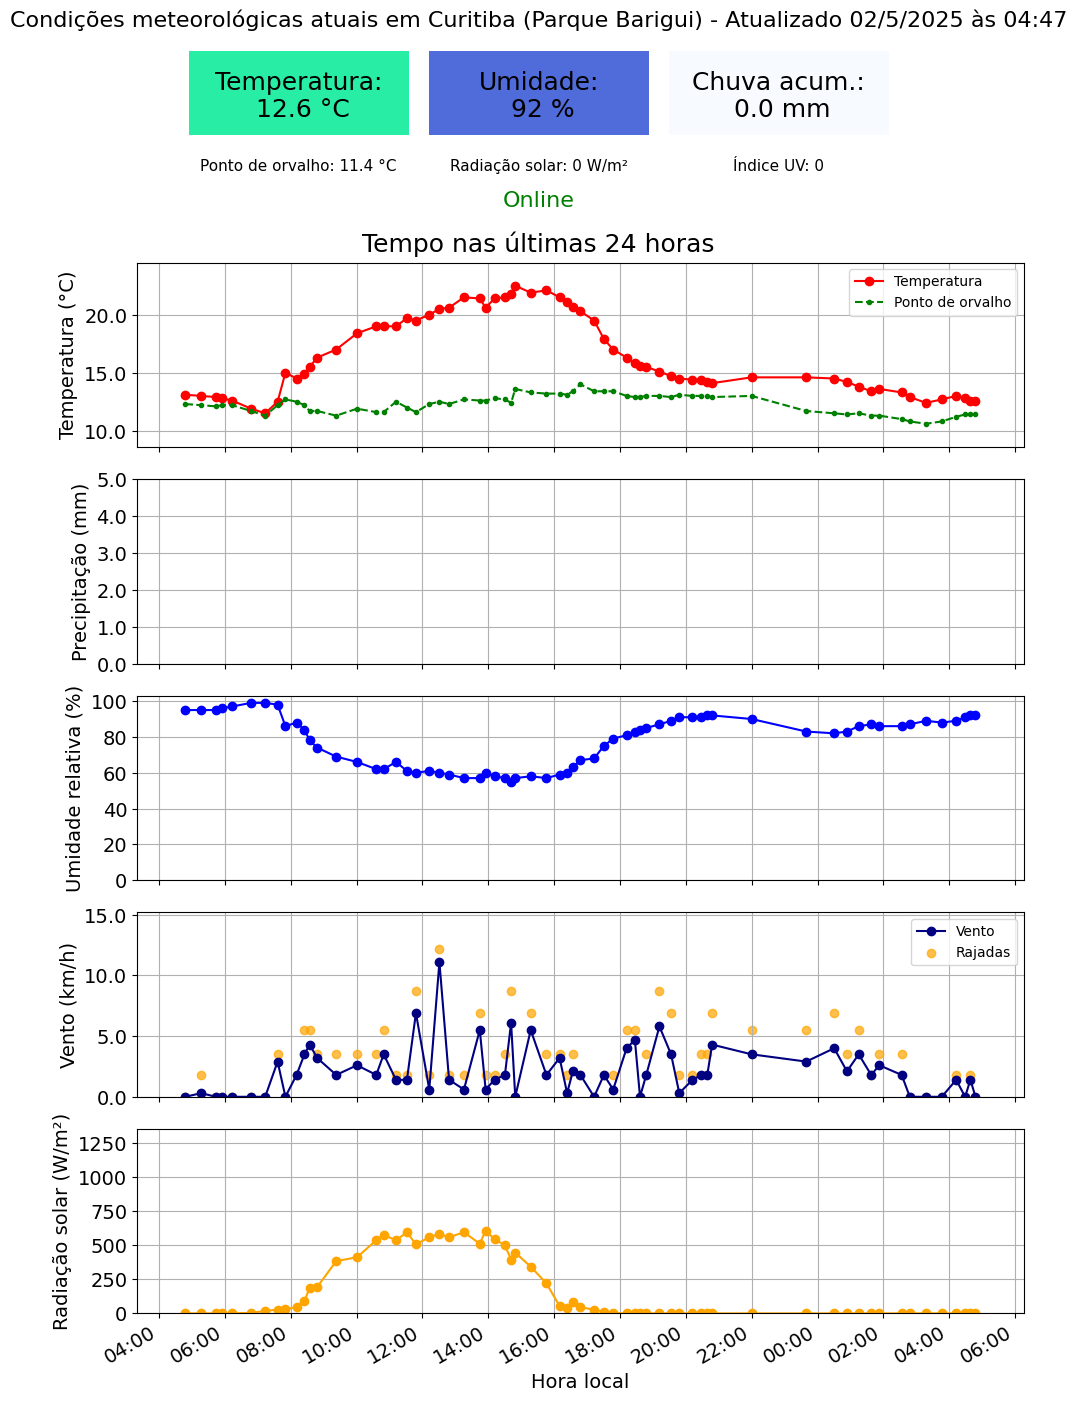 Condições meteorológicas atuais em Curitiba (Parque Barigui) - Atualizado 02/5/2025 às 04:47
Temperatura:
12.6 °C
Umidade:
92 %
Chuva acum.:
0.0 mm
Ponto de orvalho: 11.4 °C
Radiação solar: 0 W/m²
Índice UV: 0
Online
Tempo nas últimas 24 horas
Temperatura (°C)
20.0
15.0
10.0
Temperatura
Ponto de orvalho
Precipitação (mm)
5.0
4.0
3.0
2.0
1.0
0.0
Umidade relativa (%)
100
80
60
40
20
0
Vento (km/h)
15.0
10.0
5.0
0.0
Vento
Rajadas
Radiação solar (W/m²)
1250
1000
750
500
250
0
04:00
06:00
08:00
10:00
12:00
14:00
16:00
18:00
20:00
22:00
00:00
02:00
04:00
06:00
Hora local